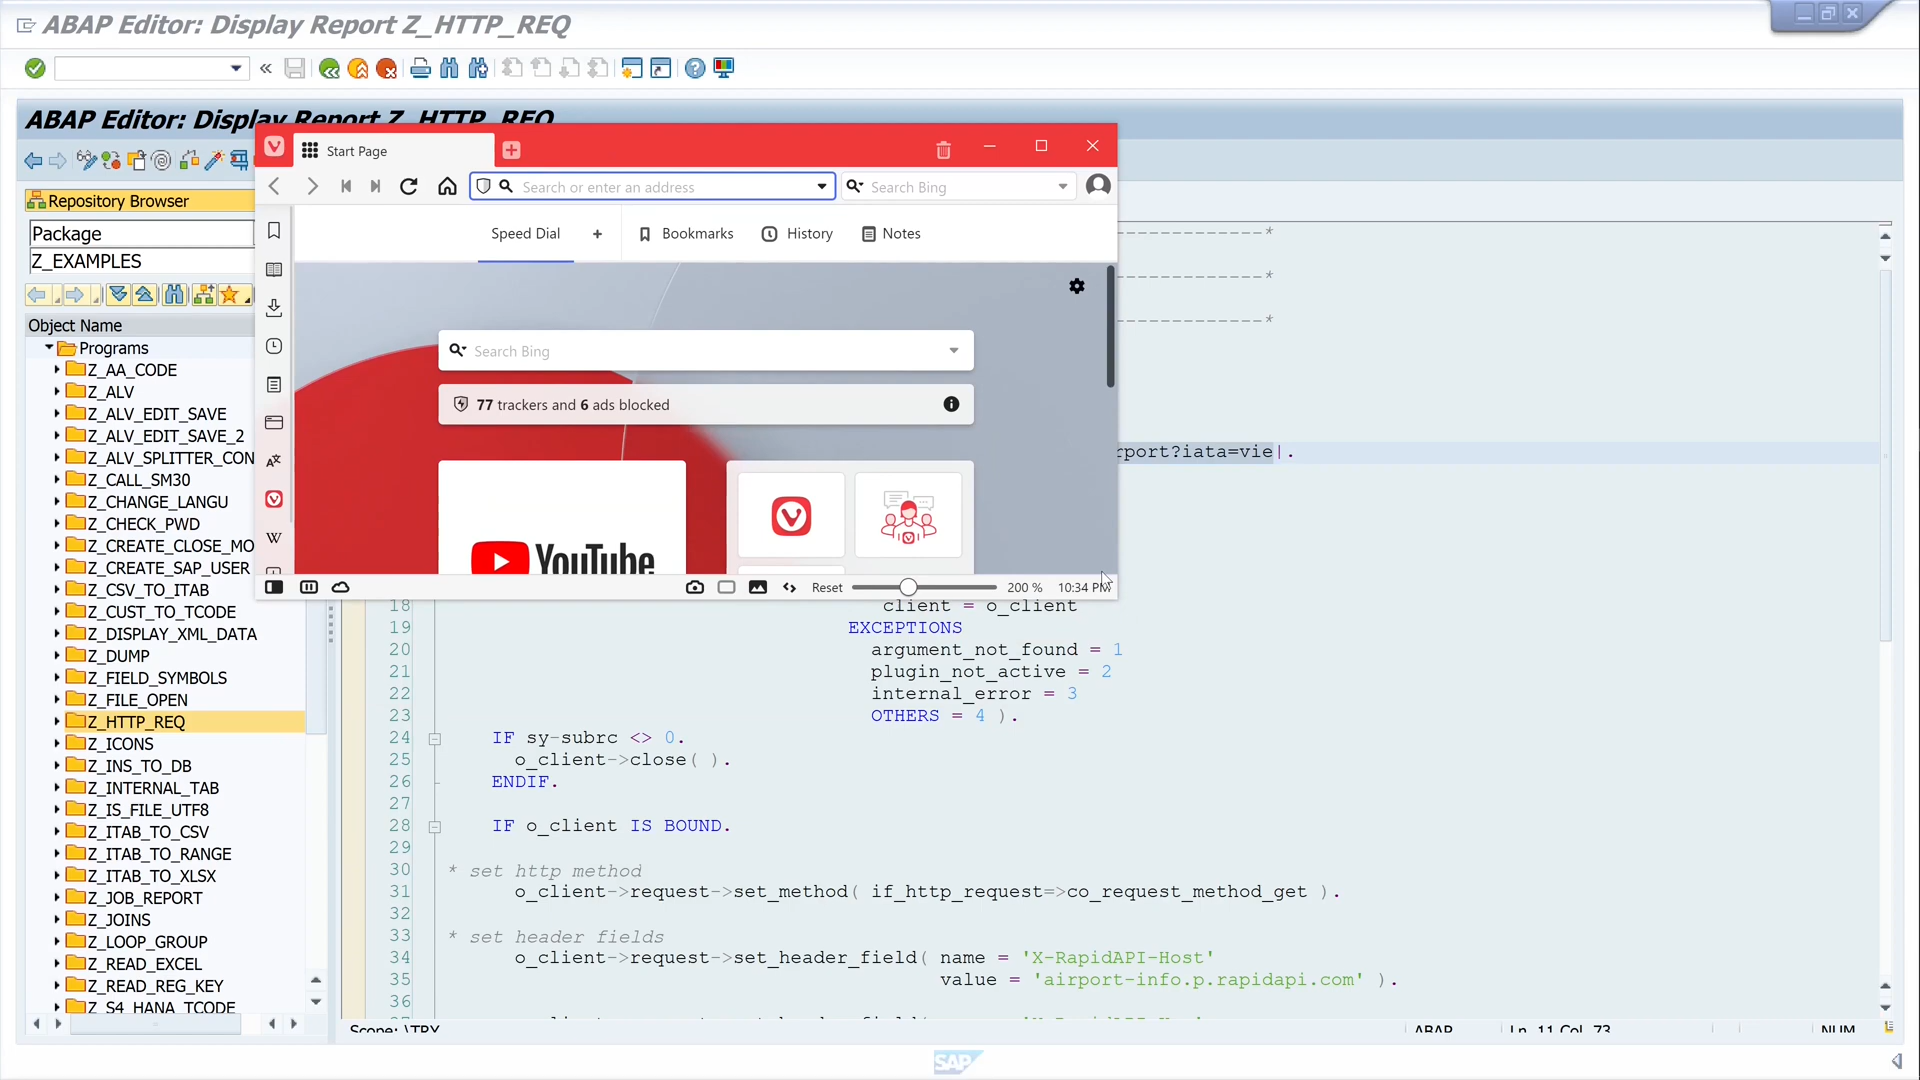 ABAP Editor: Display Report Z_HTTP_REQ
ABAP Editor: Display Report Z_HTTP_REQ
Start Page
Search or enter an address
Search Bing
Speed Dial
+
Bookmarks
History
Notes
Search Bing
77 trackers and 6 ads blocked
YouTube
Reset
200 %
10:34 PM
Repository Browser
Package
Z_EXAMPLES
Object Name
Programs
Z_AA_CODE
Z_ALV
Z_ALV_EDIT_SAVE
Z_ALV_EDIT_SAVE_2
Z_ALV_SPLITTER_CON
Z_CALL_SM30
Z_CHANGE_LANGU
Z_CHECK_PWD
Z_CREATE_CLOSE_MO
Z_CREATE_SAP_USER
Z_CSV_TO_ITAB
Z_CUST_TO_TCODE
Z_DISPLAY_XML_DATA
Z_DUMP
Z_FIELD_SYMBOLS
Z_FILE_OPEN
Z_HTTP_REQ
Z_ICONS
Z_INS_TO_DB
Z_INTERNAL_TAB
Z_IS_FILE_UTF8
Z_ITAB_TO_CSV
Z_ITAB_TO_RANGE
Z_ITAB_TO_XLSX
Z_JOB_REPORT
Z_JOINS
Z_LOOP_GROUP
Z_READ_EXCEL
Z_READ_REG_KEY
Z_S4_HANA_TCODE
-------------*
-------------*
-------------*
rport?iata=vie|.
18 client = o_client
19 EXCEPTIONS
20 argument_not_found = 1
21 plugin_not_active = 2
22 internal_error = 3
23 OTHERS = 4 ).
24 IF sy-subrc <> 0.
25 o_client->close( ).
26 ENDIF.
27
28 IF o_client IS BOUND.
29
30 * set http method
31 o_client->request->set_method( if_http_request=>co_request_method_get ).
32
33 * set header fields
34 o_client->request->set_header_field( name = 'X-RapidAPI-Host'
35 value = 'airport-info.p.rapidapi.com' ).
36
Scope: \TRY
ABAP
Ln 11 Col 73
NUM
SAP